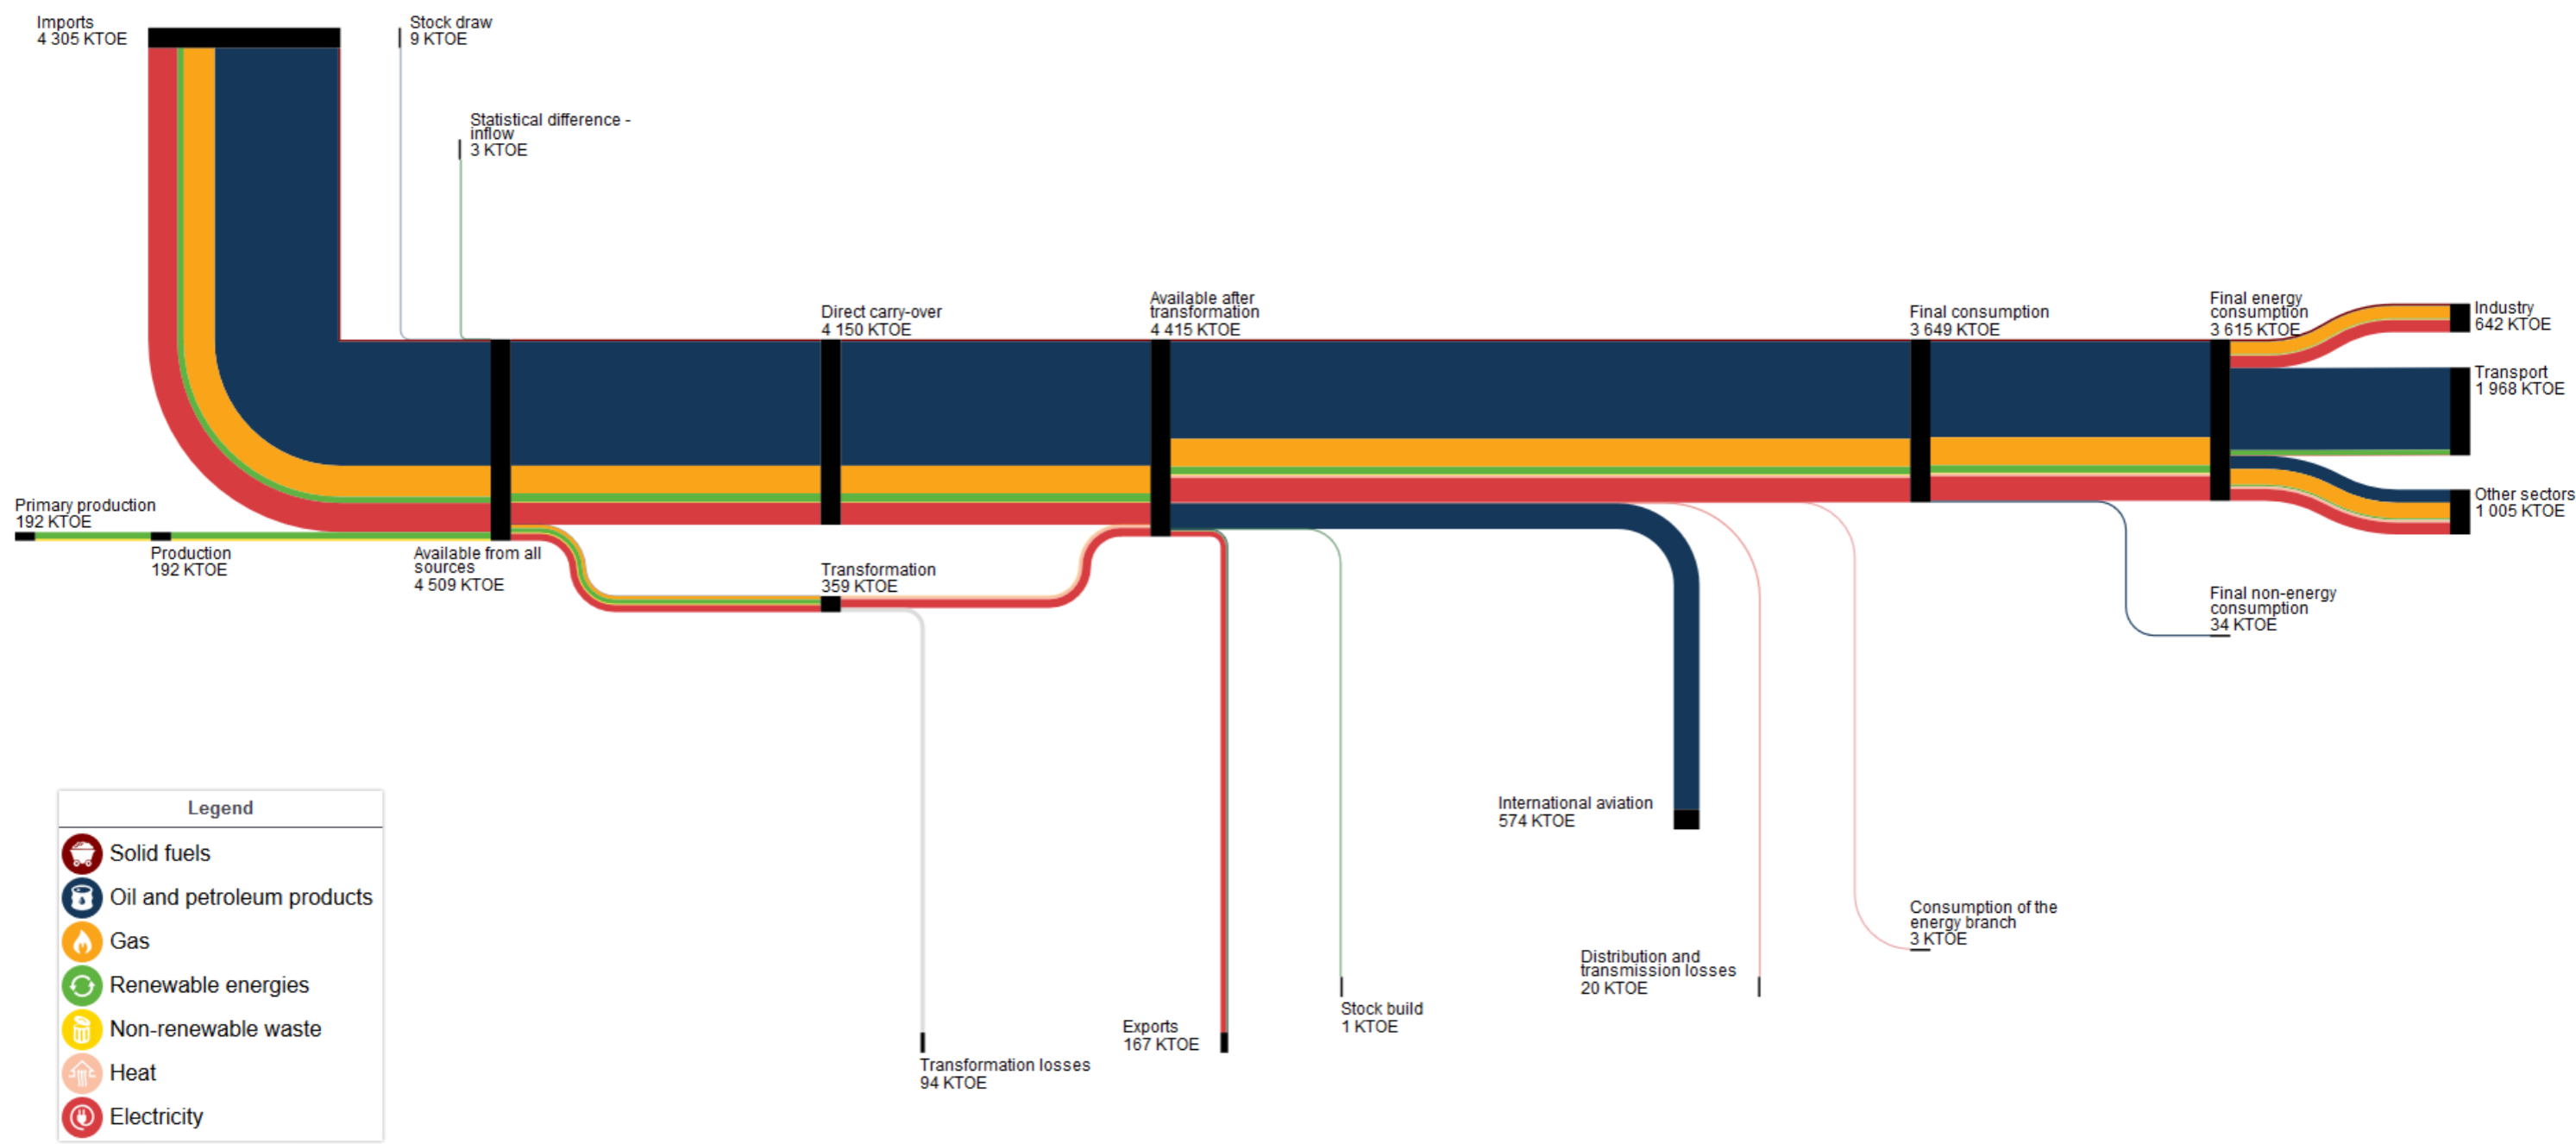 Imports
4 305 KTOE
Stock draw
9 KTOE
Statistical difference -
inflow
3 KTOE
Primary production
192 KTOE
Production
192 KTOE
Available from all
sources
4 509 KTOE
Direct carry-over
4 150 KTOE
Transformation
359 KTOE
Available after
transformation
4 415 KTOE
Final consumption
3 649 KTOE
Final energy
consumption
3 615 KTOE
Industry
642 KTOE
Transport
1 968 KTOE
Other sectors
1 005 KTOE
Final non-energy
consumption
34 KTOE
International aviation
574 KTOE
Consumption of the
energy branch
3 KTOE
Distribution and
transmission losses
20 KTOE
Stock build
1 KTOE
Exports
167 KTOE
Transformation losses
94 KTOE
Legend
Solid fuels
Oil and petroleum products
Gas
Renewable energies
Non-renewable waste
Heat
Electricity